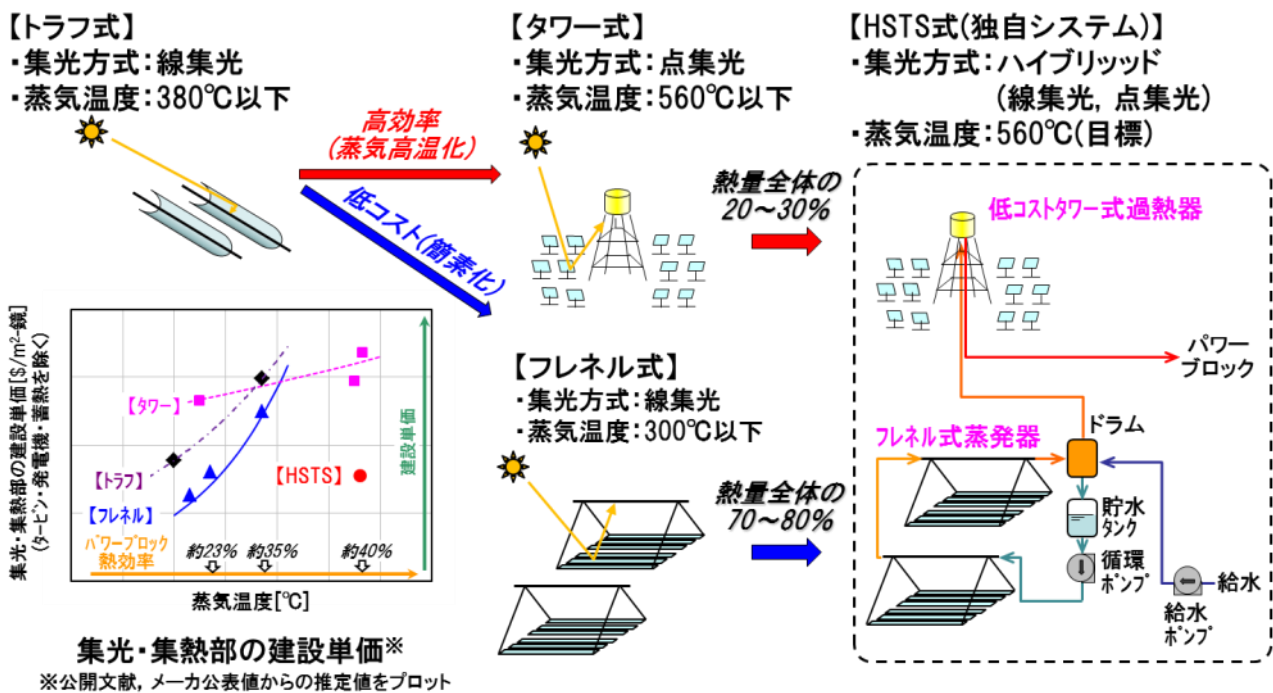 【トラフ式】
・集光方式：線集光
・蒸気温度：380℃以下
高効率
(蒸気高温化)
低コスト(簡素化)
【タワー式】
・集光方式：点集光
・蒸気温度：560℃以下
熱量全体の
20～30%
【フレネル式】
・集光方式：線集光
・蒸気温度：300℃以下
熱量全体の
70～80%
【HSTS式(独自システム)】
・集光方式：ハイブリッッド
(線集光，点集光)
・蒸気温度：560℃(目標)
低コストタワー式過熱器
パワー
ブロック
ドラム
フレネル式蒸発器
貯水
タンク
循環
ポンプ
給水
給水
ポンプ
集光・集熱部の建設単価[$/m²-鏡]
(タービン・発電機・蓄熱を除く)
【タワー】
【トラフ】
【フレネル】
【HSTS】
建設単価
パワーブロック
熱効率
約23%
約35%
約40%
蒸気温度[℃]
集光・集熱部の建設単価※
※公開文献，メーカ公表値からの推定値をプロット